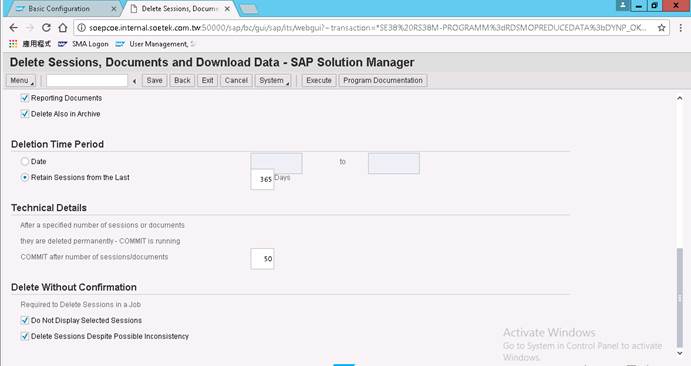 Basic Configuration
Delete Sessions, Docume
soepcoe.internal.soetek.com.tw:50000/sap/bc/gui/sap/its/webgui?~transaction=*SE38%20RS38M-PROGRAMM%3dRDSMOPREDUCEDATA%3bDYNP_OK...
應用程式 SMA Logon User Management, S
Delete Sessions, Documents and Download Data - SAP Solution Manager
Menu Save Back Exit Cancel System Execute Program Documentation
Reporting Documents
Delete Also in Archive
Deletion Time Period
Date to
Retain Sessions from the Last 365 Days
Technical Details
After a specified number of sessions or documents
they are deleted permanently - COMMIT is running
COMMIT after number of sessions/documents 50
Delete Without Confirmation
Required to Delete Sessions in a Job
Do Not Display Selected Sessions
Delete Sessions Despite Possible Inconsistency
Activate Windows
Go to System in Control Panel to activate
Windows.